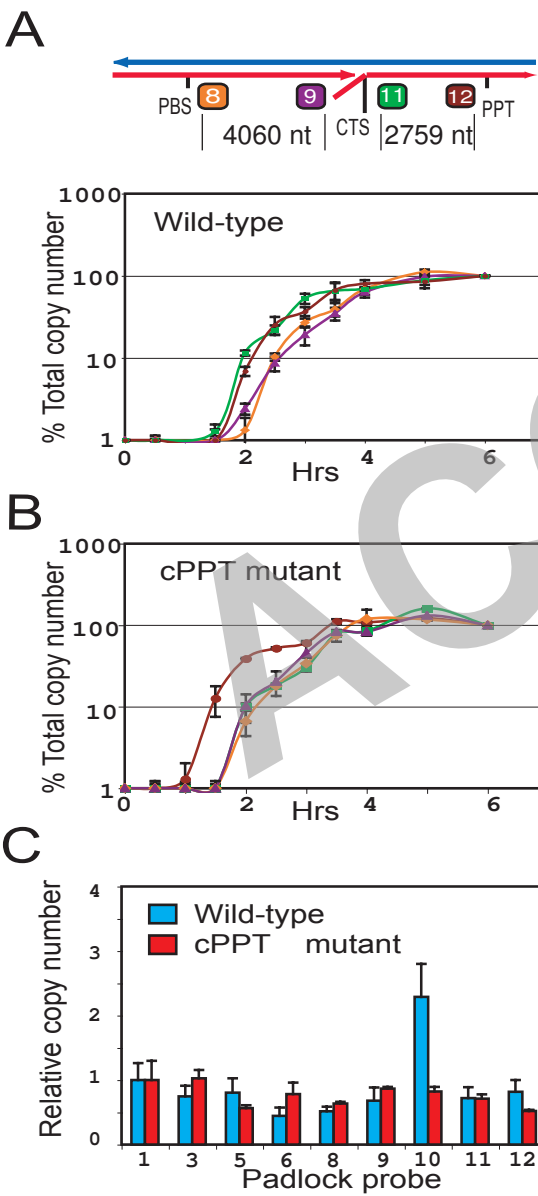 A
PBS 8 9 CTS 11 12 PPT
4060 nt 2759 nt
Wild-type
% Total copy number
1000
100
10
1
0 2 4 6
Hrs
B
cPPT mutant
% Total copy number
1000
100
10
1
0 2 4 6
Hrs
C
Relative copy number
4
3
2
1
0
Wild-type
cPPT mutant
1 3 5 6 8 9 10 11 12
Padlock probe